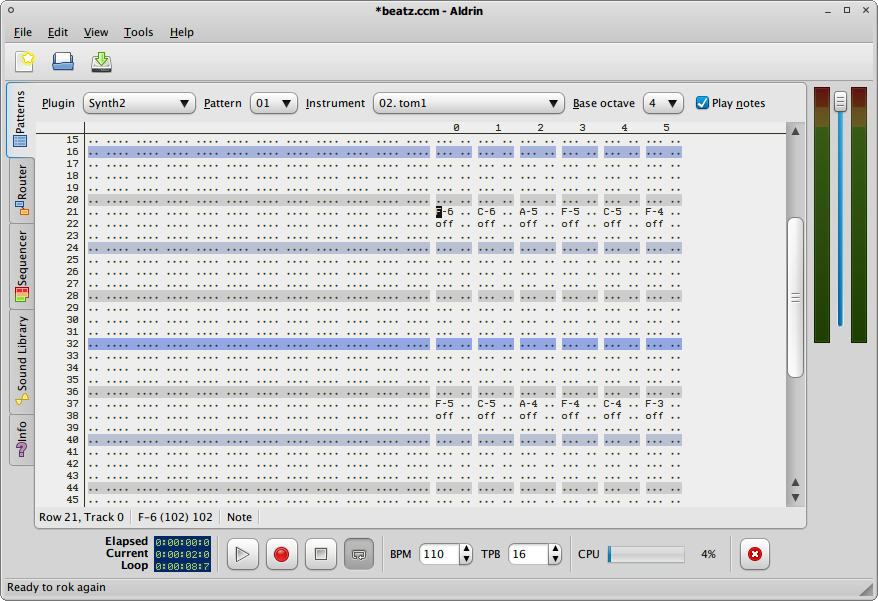 *beatz.ccm - Aldrin
File Edit View Tools Help
Patterns
Router
Sequencer
Sound Library
Info
Plugin Synth2 Pattern 01 Instrument 02. tom1 Base octave 4 Play notes
0 1 2 3 4 5
15
16
17
18
19
20
21 F-6 .. C-6 .. A-5 .. F-5 .. C-5 .. F-4 ..
22 off .. off .. off .. off .. off .. off ..
23
24
25
26
27
28
29
30
31
32
33
34
35
36
37 F-5 .. C-5 .. A-4 .. F-4 .. C-4 .. F-3 ..
38 off .. off .. off .. off .. off .. off ..
39
40
41
42
43
44
45
Row 21, Track 0 F-6 (102) 102 Note
Elapsed 0:00:00:0
Current 0:00:02:0
Loop 0:00:08:7
BPM 110 TPB 16 CPU 4%
Ready to rok again